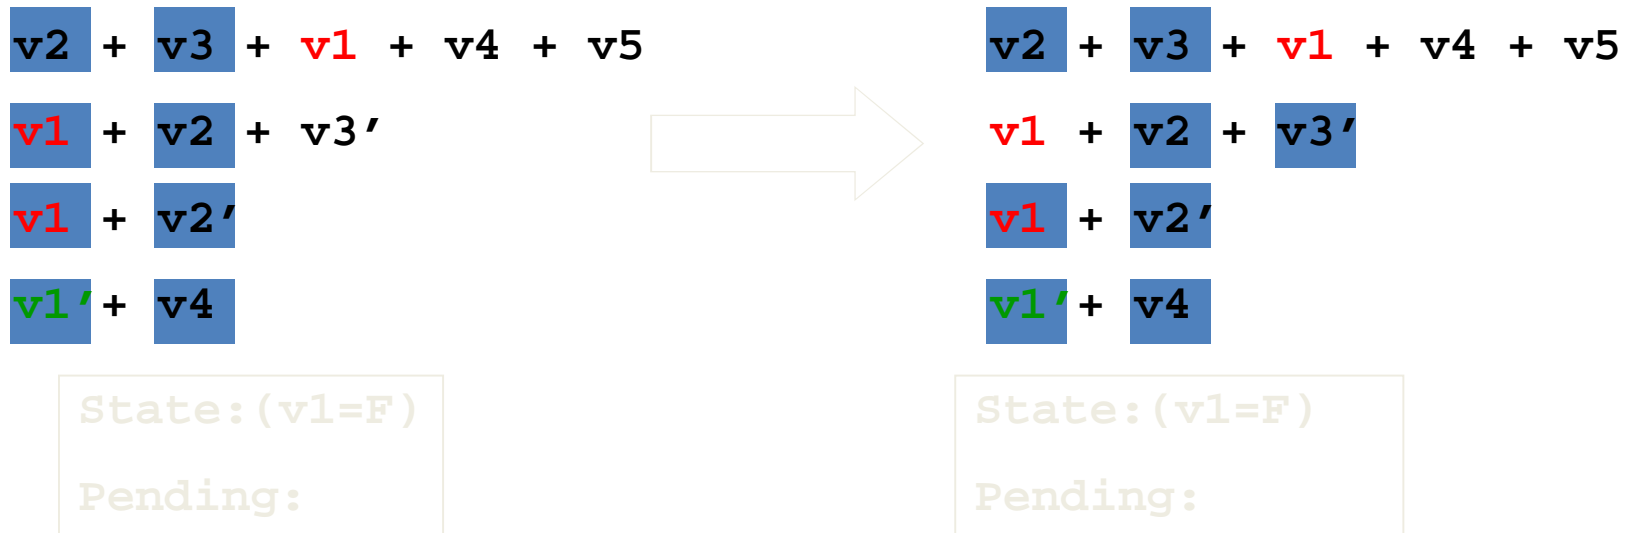 v2 + v3 + v1 + v4 + v5
v1 + v2 + v3′
v1 + v2′
v1′ + v4
State:(v1=F)
Pending:
v2 + v3 + v1 + v4 + v5
v1 + v2 + v3′
v1 + v2′
v1′ + v4
State:(v1=F)
Pending: